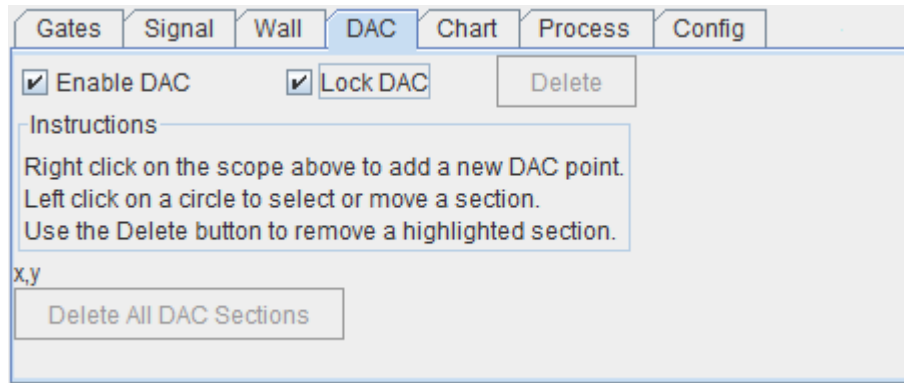 Gates Signal Wall DAC Chart Process Config
Enable DAC Lock DAC Delete
Instructions
Right click on the scope above to add a new DAC point.
Left click on a circle to select or move a section.
Use the Delete button to remove a highlighted section.
x,y
Delete All DAC Sections